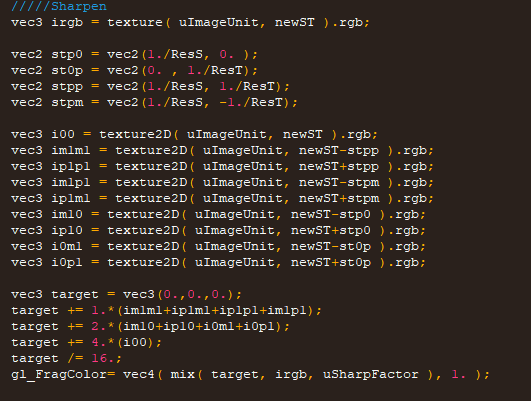 /////Sharpen
vec3 irgb = texture( uImageUnit, newST ).rgb;
vec2 stp0 = vec2(1./ResS, 0. );
vec2 st0p = vec2(0. , 1./ResT);
vec2 stpp = vec2(1./ResS, 1./ResT);
vec2 stpm = vec2(1./ResS, -1./ResT);
vec3 i00 = texture2D( uImageUnit, newST ).rgb;
vec3 im1m1 = texture2D( uImageUnit, newST-stpp ).rgb;
vec3 ip1p1 = texture2D( uImageUnit, newST+stpp ).rgb;
vec3 im1p1 = texture2D( uImageUnit, newST-stpm ).rgb;
vec3 ip1m1 = texture2D( uImageUnit, newST+stpm ).rgb;
vec3 im10 = texture2D( uImageUnit, newST-stp0 ).rgb;
vec3 ip10 = texture2D( uImageUnit, newST+stp0 ).rgb;
vec3 i0m1 = texture2D( uImageUnit, newST-st0p ).rgb;
vec3 i0p1 = texture2D( uImageUnit, newST+st0p ).rgb;
vec3 target = vec3(0.,0.,0.);
target += 1.*(im1m1+ip1m1+ip1p1+im1p1);
target += 2.*(im10+ip10+i0m1+i0p1);
target += 4.*(i00);
target /= 16.;
gl_FragColor= vec4( mix( target, irgb, uSharpFactor ), 1. );